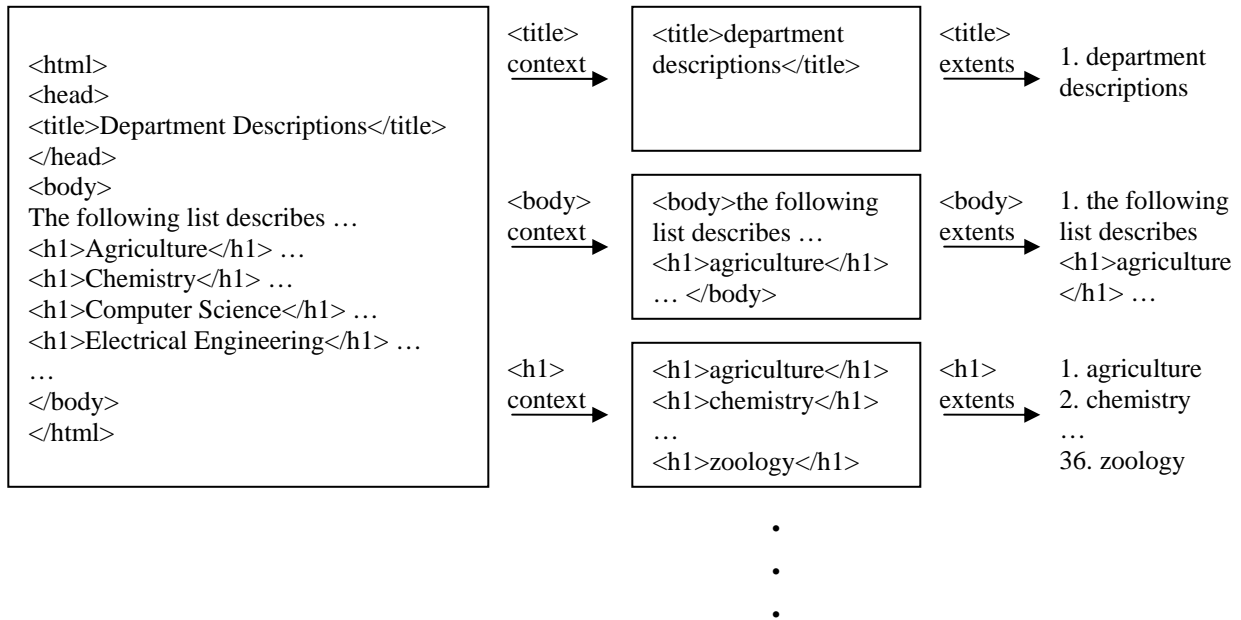 <html>
<head>
<title>Department Descriptions</title>
</head>
<body>
The following list describes …
<h1>Agriculture</h1> …
<h1>Chemistry</h1> …
<h1>Computer Science</h1> …
<h1>Electrical Engineering</h1> …
…
</body>
</html>
<title>
context
<title>department
descriptions</title>
<title>
extents
1. department
descriptions
<body>
context
<body>the following
list describes …
<h1>agriculture</h1>
… </body>
<body>
extents
1. the following
list describes
<h1>agriculture
</h1> …
<h1>
context
<h1>agriculture</h1>
<h1>chemistry</h1>
…
<h1>zoology</h1>
<h1>
extents
1. agriculture
2. chemistry
…
36. zoology